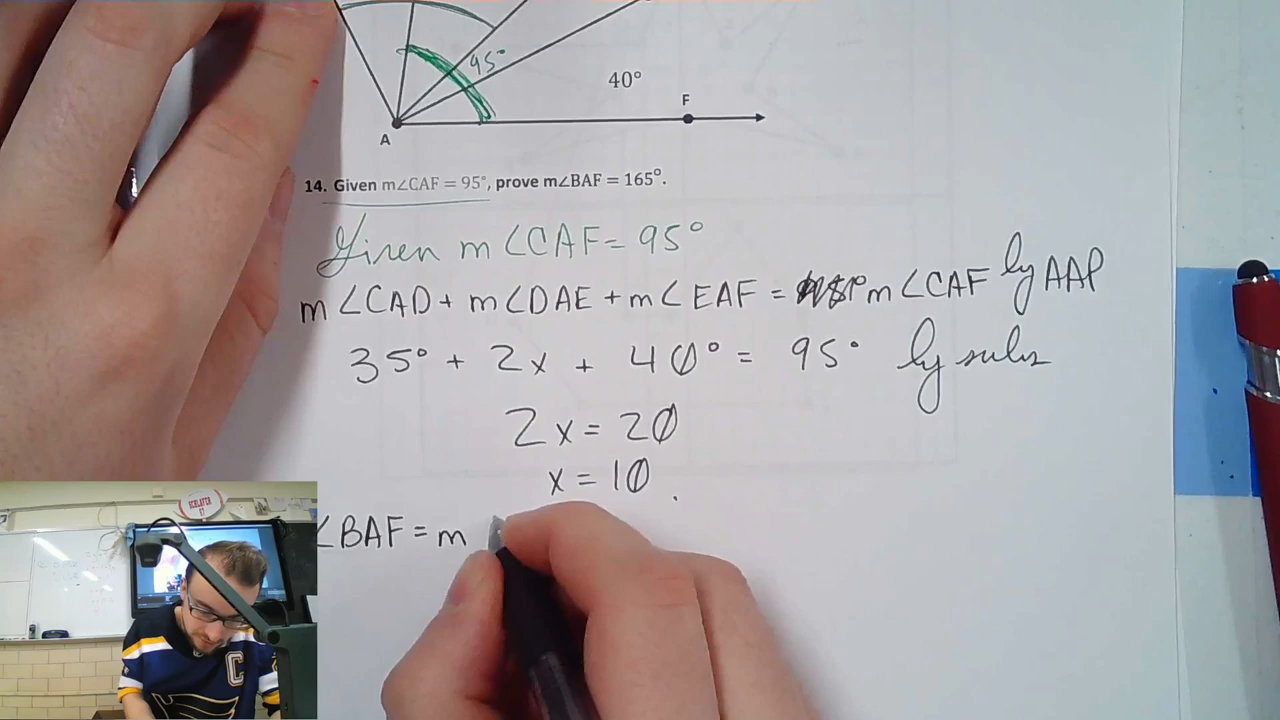 95°
40°
F
A
14. Given m∠CAF = 95°, prove m∠BAF = 165°.
Given m∠CAF = 95°
m∠CAD + m∠DAE + m∠EAF = m∠CAF by AAP
35° + 2x + 40° = 95° by subs
2x = 20
x = 10
∠BAF = m
C